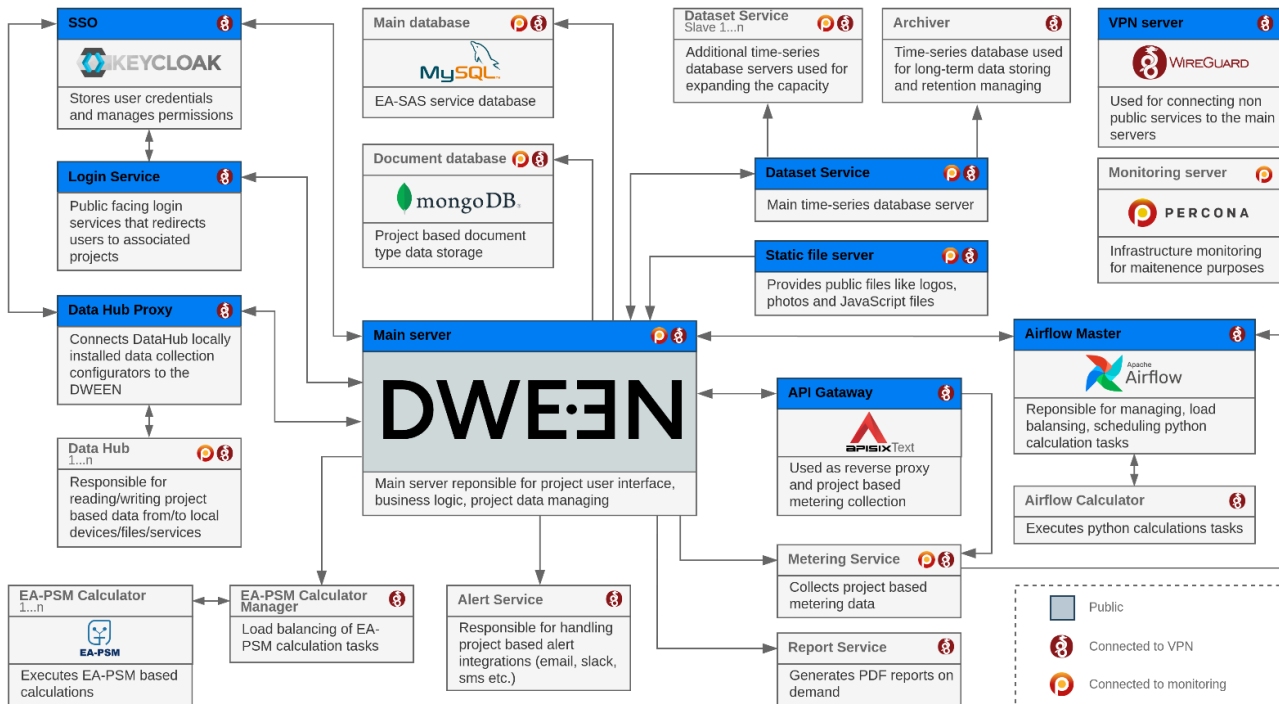 SSO
KEYCLOAK
Stores user credentials
and manages permissions
Login Service
Public facing login
services that redirects
users to associated
projects
Data Hub Proxy
Connects DataHub locally
installed data collection
configurators to the
DWEEN
Data Hub
1...n
Responsible for
reading/writing project
based data from/to local
devices/files/services
Main database
MySQL
EA-SAS service database
Document database
mongoDB
Project based document
type data storage
Main server
DWEEN
Main server reponsible for project user interface,
business logic, project data managing
Dataset Service
Slave 1...n
Additional time-series
database servers used for
expanding the capacity
Archiver
Time-series database used
for long-term data storing
and retention managing
Dataset Service
Main time-series database server
Static file server
Provides public files like logos,
photos and JavaScript files
VPN server
WIREGUARD
Used for connecting non
public services to the main
servers
Monitoring server
PERCONA
Infrastructure monitoring
for maitenence purposes
Airflow Master
Apache
Airflow
Reponsible for managing, load
balansing, scheduling python
calculation tasks
Airflow Calculator
Executes python calculations tasks
API Gataway
APISIX Text
Used as reverse proxy
and project based
metering collection
Metering Service
Collects project based
metering data
Report Service
Generates PDF reports on
demand
EA-PSM Calculator
1...n
EA-PSM
Executes EA-PSM based
calculations
EA-PSM Calculator
Manager
Load balancing of EA-
PSM calculation tasks
Alert Service
Responsible for handling
project based alert
integrations (email, slack,
sms etc.)
Public
Connected to VPN
Connected to monitoring